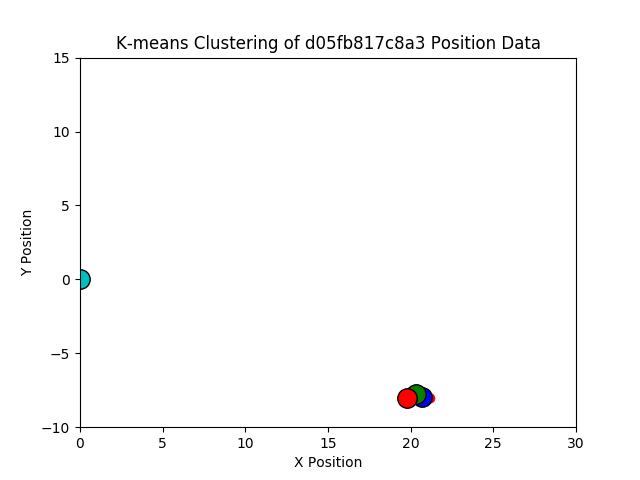 K-means Clustering of d05fb817c8a3 Position Data
15
10
5
0
−5
−10
Y Position
0 5 10 15 20 25 30
X Position